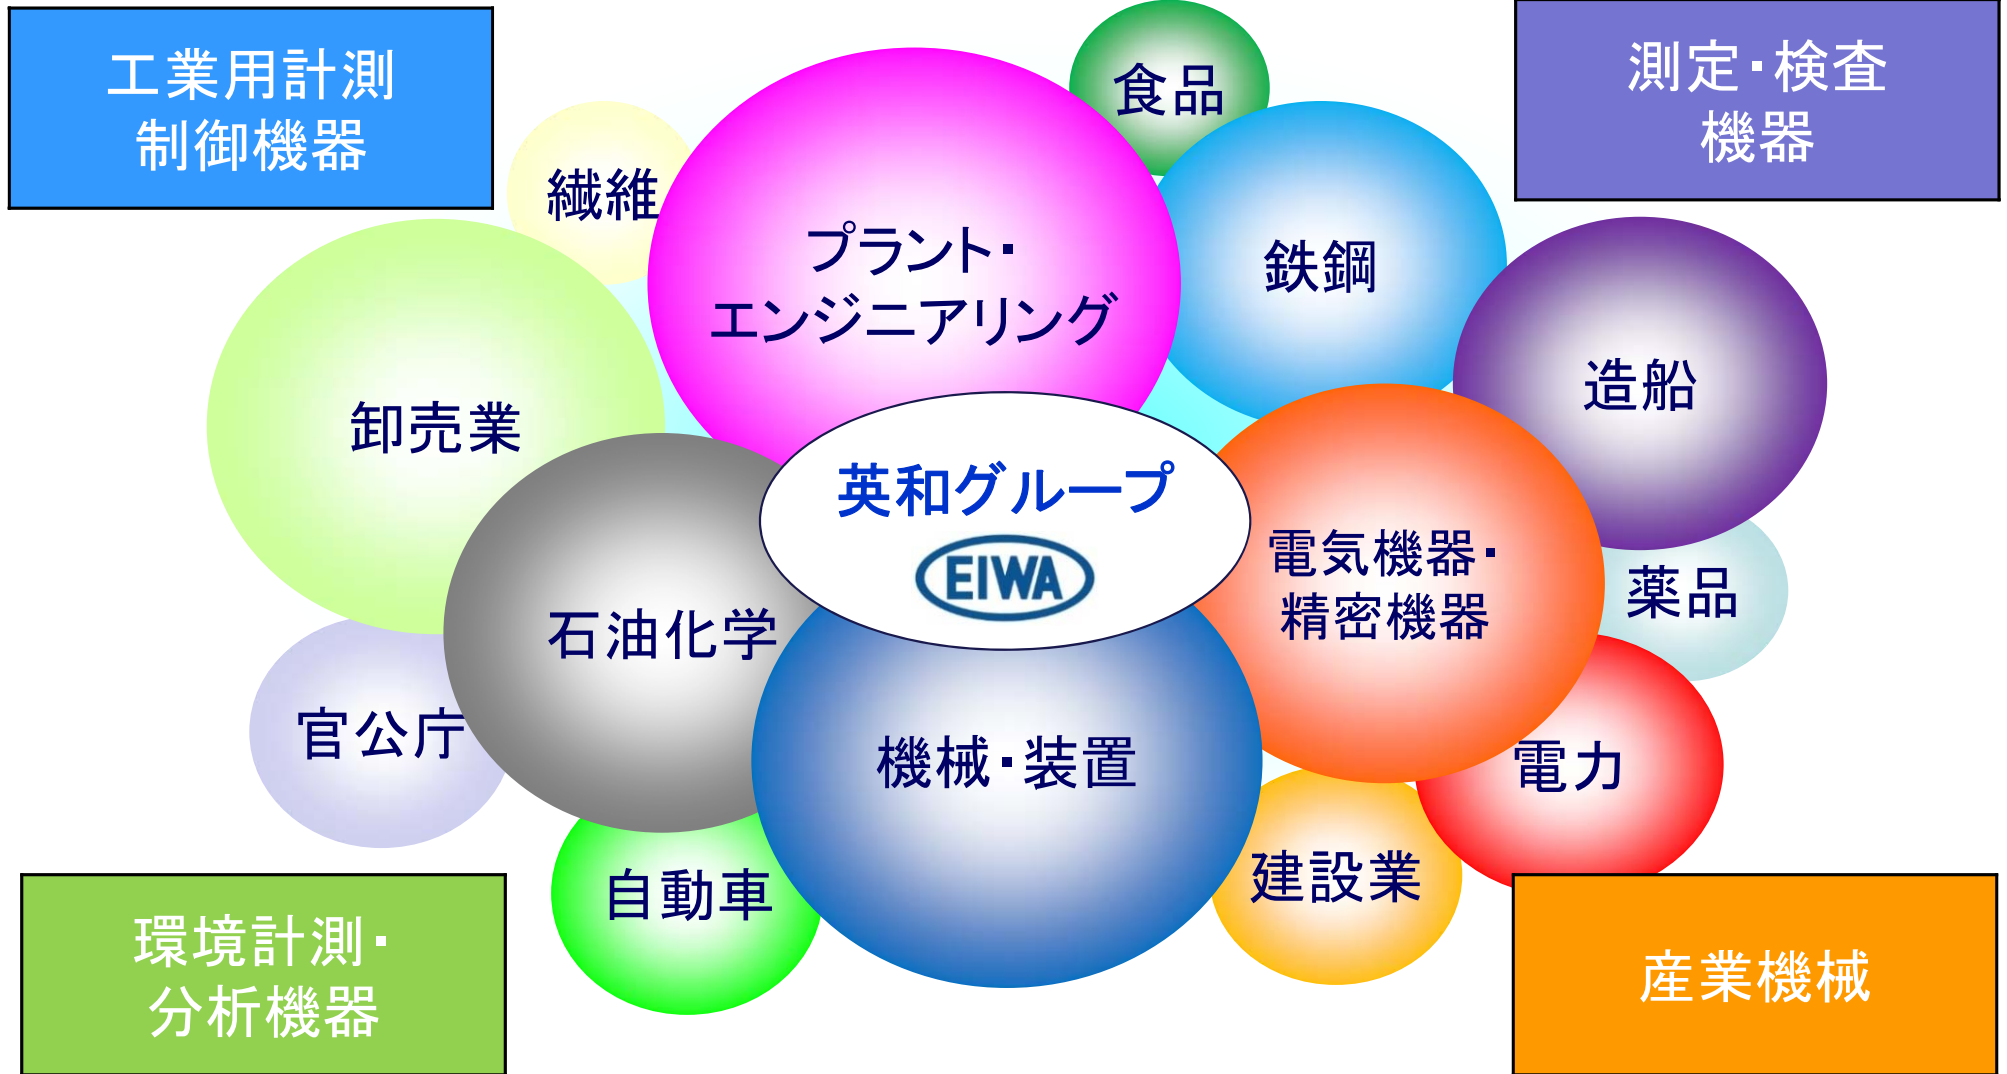 工業用計測
制御機器
測定・検査
機器
食品
繊維
プラント・
エンジニアリング
鉄鋼
造船
卸売業
英和グループ
EIWA
電気機器・
精密機器
薬品
石油化学
官公庁
機械・装置
電力
自動車
建設業
環境計測・
分析機器
産業機械